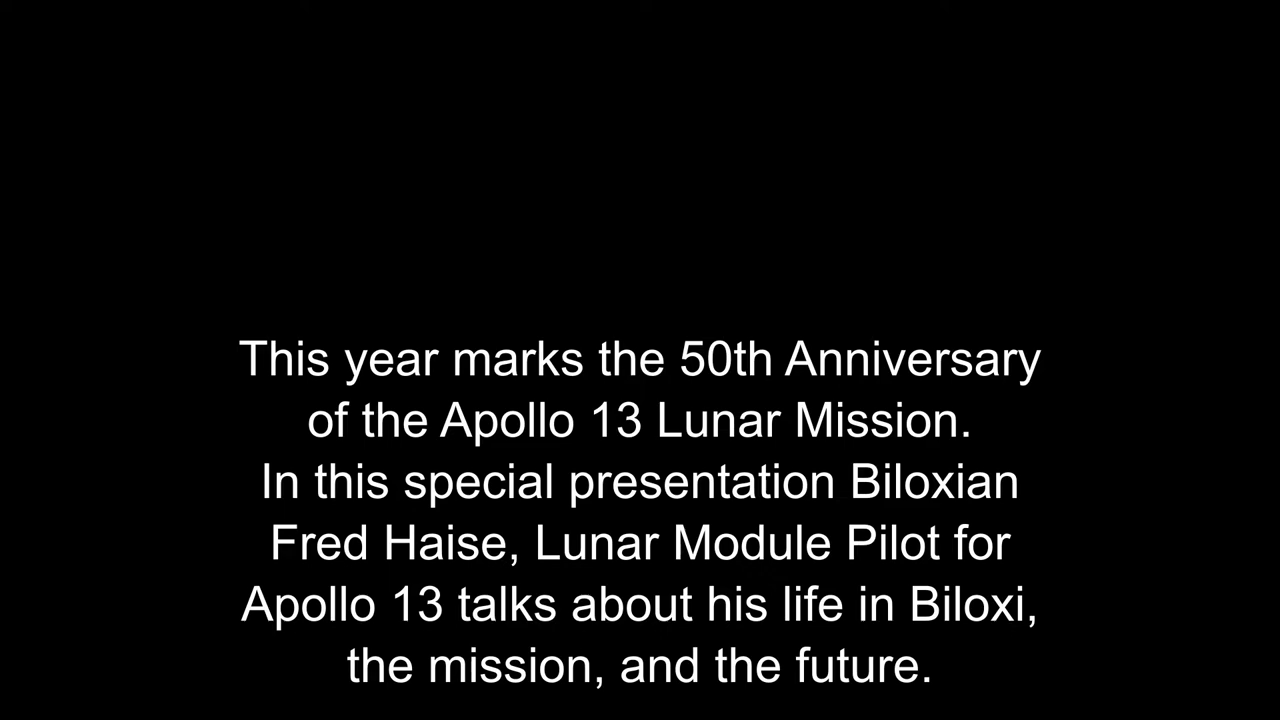 This year marks the 50th Anniversary
of the Apollo 13 Lunar Mission.
In this special presentation Biloxian
Fred Haise, Lunar Module Pilot for
Apollo 13 talks about his life in Biloxi,
the mission, and the future.